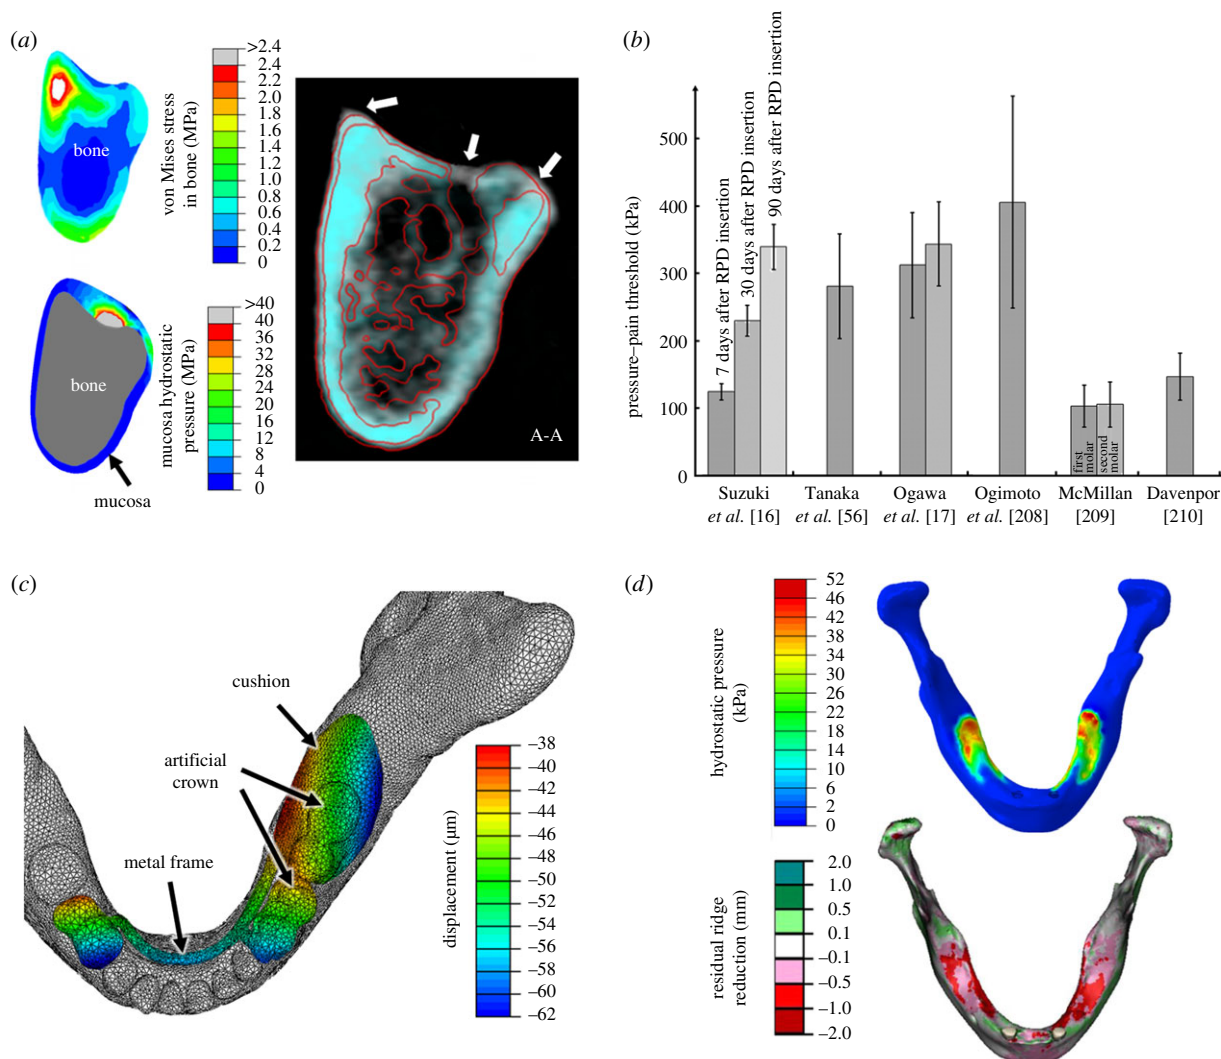 (a)
>2.4
2.4
2.0
1.8
1.6
1.4
1.2
1.0
0.8
0.6
0.4
0.2
0
von Mises stress
in bone (MPa)
bone
>40
40
36
32
28
24
20
16
12
8
4
0
mucosa hydrostatic
pressure (MPa)
bone
mucosa
A-A
(b)
pressure–pain threshold (kPa)
500
400
300
200
100
0
7 days after RPD insertion
30 days after RPD insertion
90 days after RPD insertion
first
molar
second
molar
Suzuki
et al. [16]
Tanaka
et al. [56]
Ogawa
et al. [17]
Ogimoto
et al. [208]
McMillan
[209]
Davenpor
[210]
(c)
cushion
artificial
crown
metal frame
displacement (µm)
–38
–40
–42
–44
–46
–48
–50
–52
–54
–56
–58
–60
–62
(d)
hydrostatic pressure
(kPa)
52
46
42
38
34
30
26
22
18
14
10
6
2
0
residual ridge
reduction (mm)
2.0
1.0
0.5
0.1
–0.1
–0.5
–1.0
–2.0